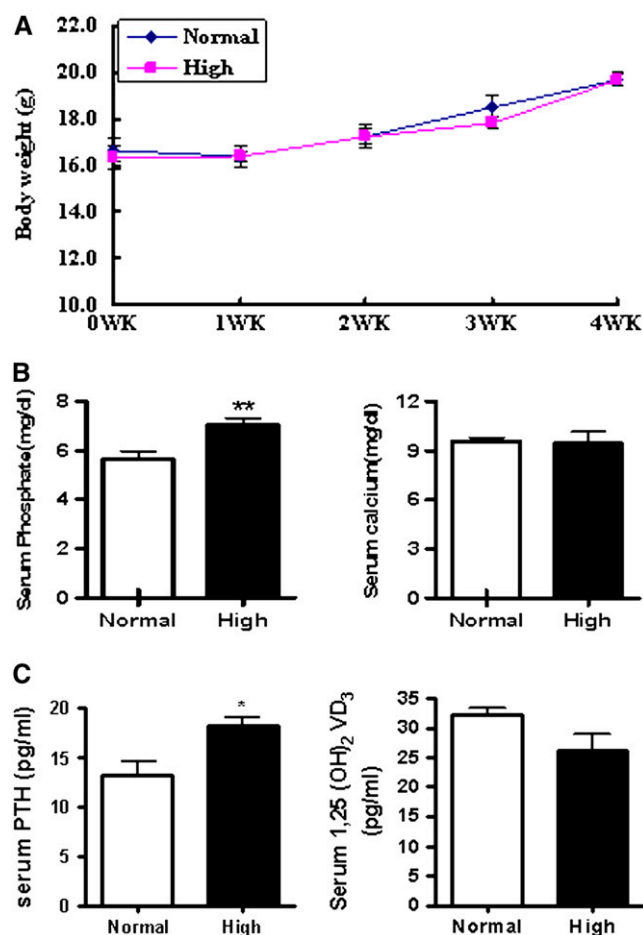 A
Body weight (g)
22.0
20.0
18.0
16.0
14.0
12.0
10.0
Normal
High
0WK 1WK 2WK 3WK 4WK
B
Serum Phosphate(mg/dl)
8
6
4
2
0
**
Normal High
Serum calcium(mg/dl)
12
9
6
3
0
Normal High
C
serum PTH (pg/ml)
20
15
10
5
0
*
Normal High
Serum 1,25 (OH)2 VD3
(pg/ml)
35
30
25
20
15
10
5
0
Normal High